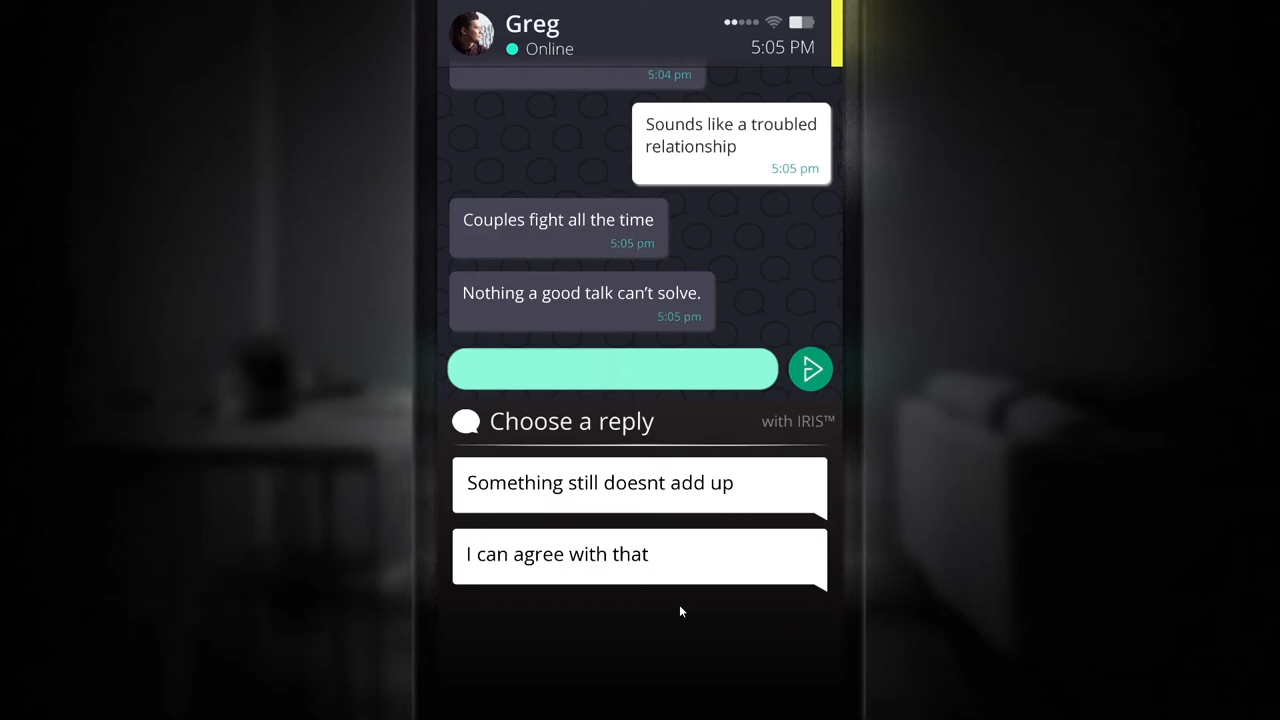 Greg
Online
5:05 PM
5:04 pm
Sounds like a troubled
relationship
5:05 pm
Couples fight all the time
5:05 pm
Nothing a good talk can’t solve.
5:05 pm
Choose a reply
with IRIS™
Something still doesnt add up
I can agree with that